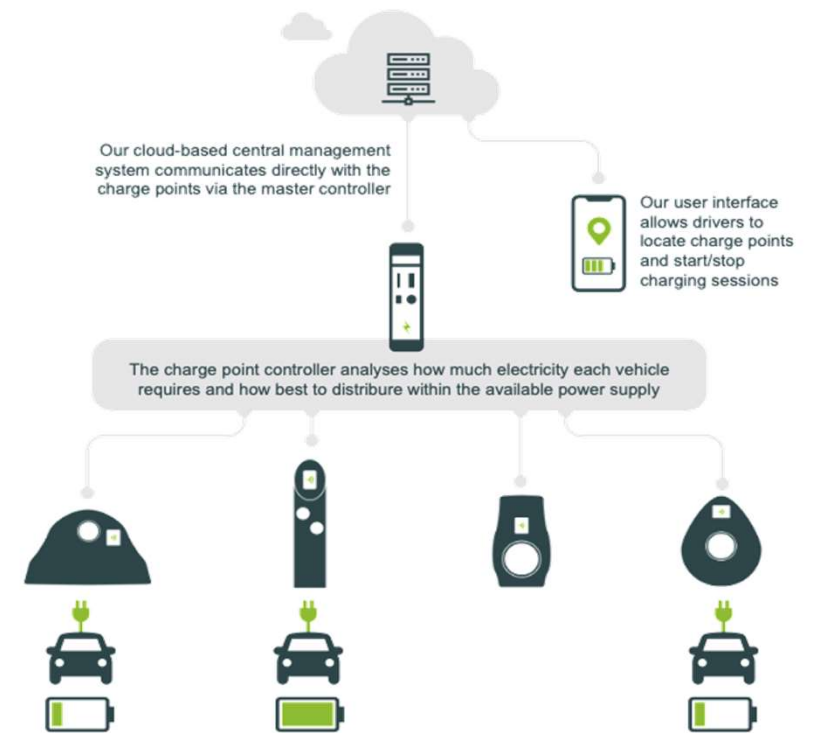 Our cloud-based central management
system communicates directly with the
charge points via the master controller
Our user interface
allows drivers to
locate charge points
and start/stop
charging sessions
The charge point controller analyses how much electricity each vehicle
requires and how best to distribure within the available power supply